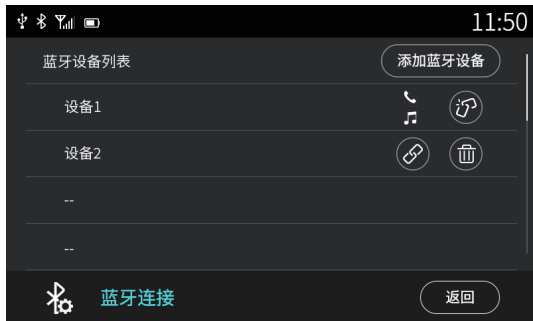 11:50
蓝牙设备列表 添加蓝牙设备
设备1
设备2
--
--
蓝牙连接 返回